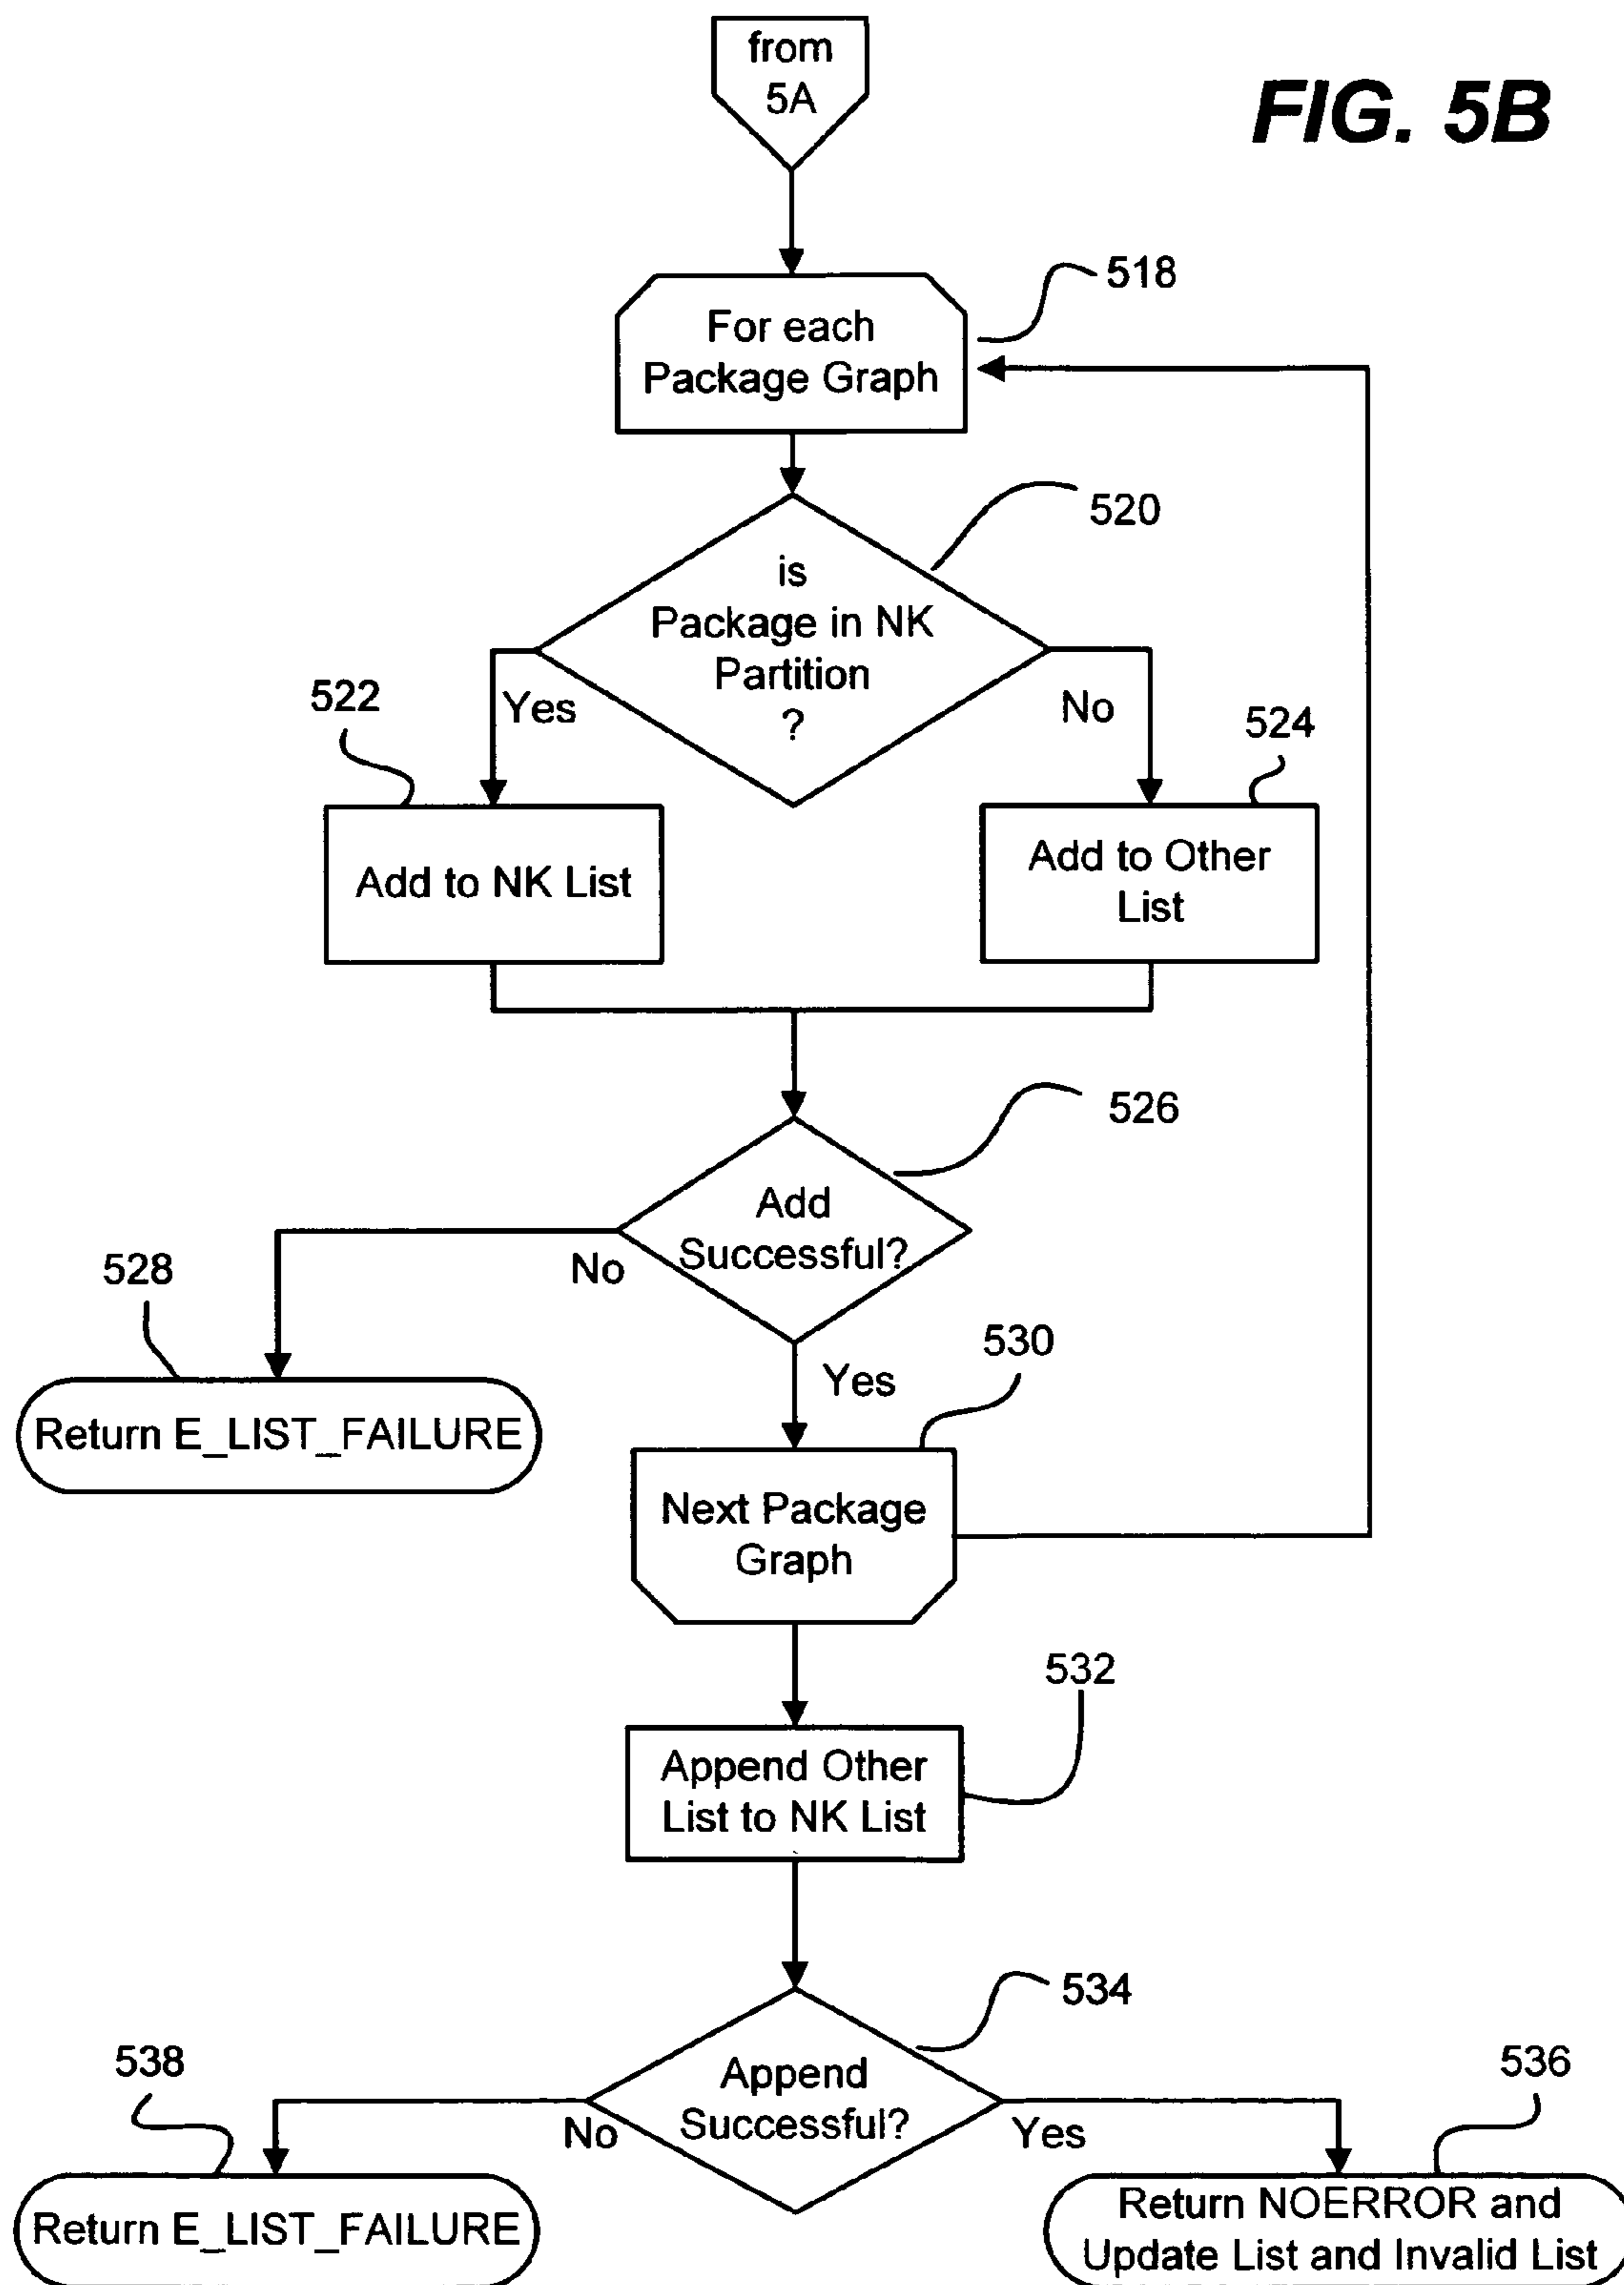 from
5A
FIG. 5B
518
For each
Package Graph
520
is
Package in NK
Partition
?
522
Yes
No
524
Add to NK List
Add to Other
List
526
Add
Successful?
528
No
530
Yes
Return E_LIST_FAILURE
Next Package
Graph
532
Append Other
List to NK List
534
538
Append
Successful?
536
No
Yes
Return E_LIST_FAILURE
Return NOERROR and
Update List and Invalid List